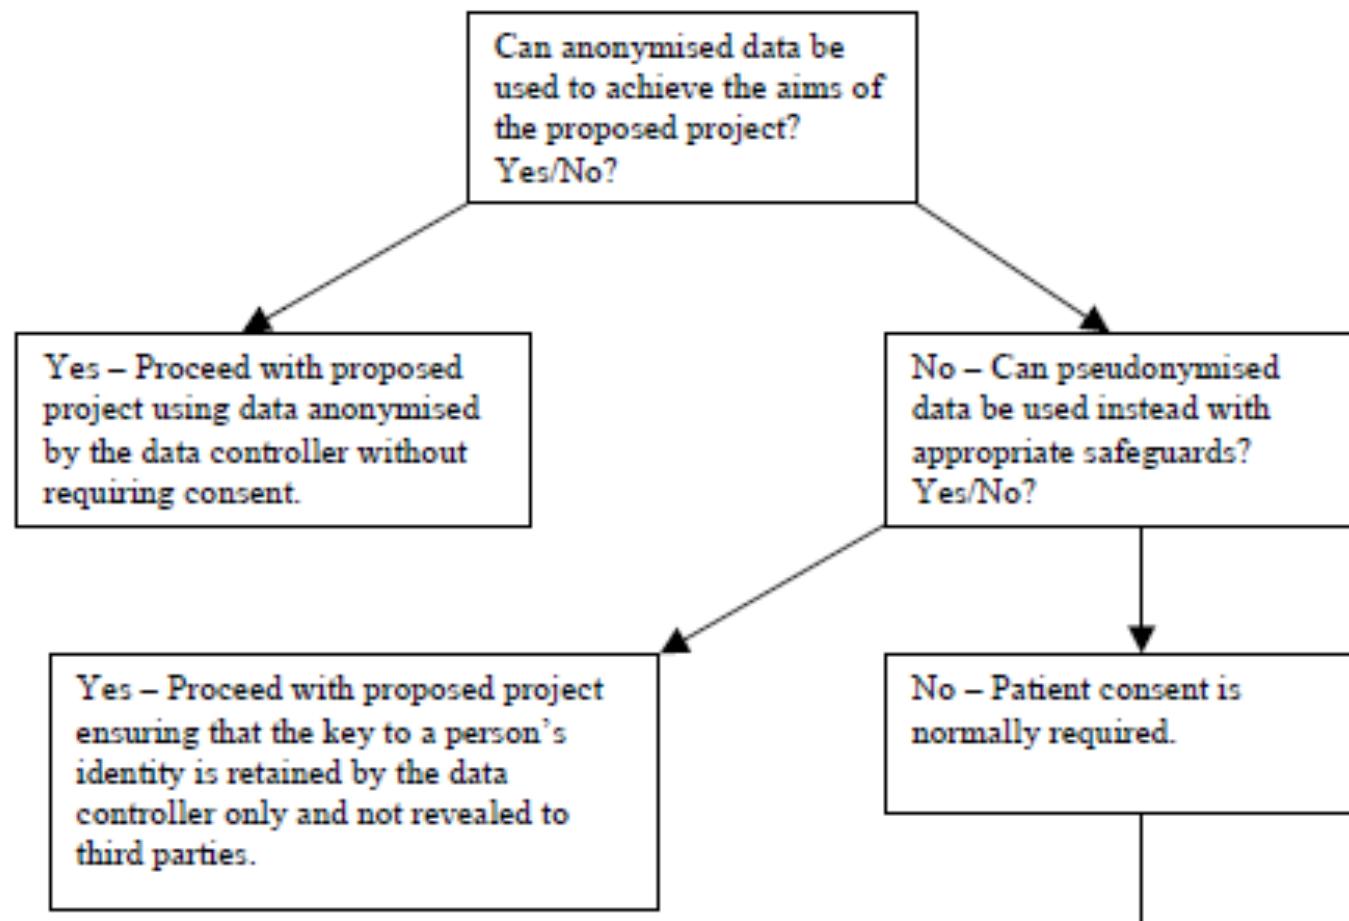 Can anonymised data be
used to achieve the aims of
the proposed project?
Yes/No?
Yes – Proceed with proposed
project using data anonymised
by the data controller without
requiring consent.
No – Can pseudonymised
data be used instead with
appropriate safeguards?
Yes/No?
Yes – Proceed with proposed project
ensuring that the key to a person’s
identity is retained by the data
controller only and not revealed to
third parties.
No – Patient consent is
normally required.